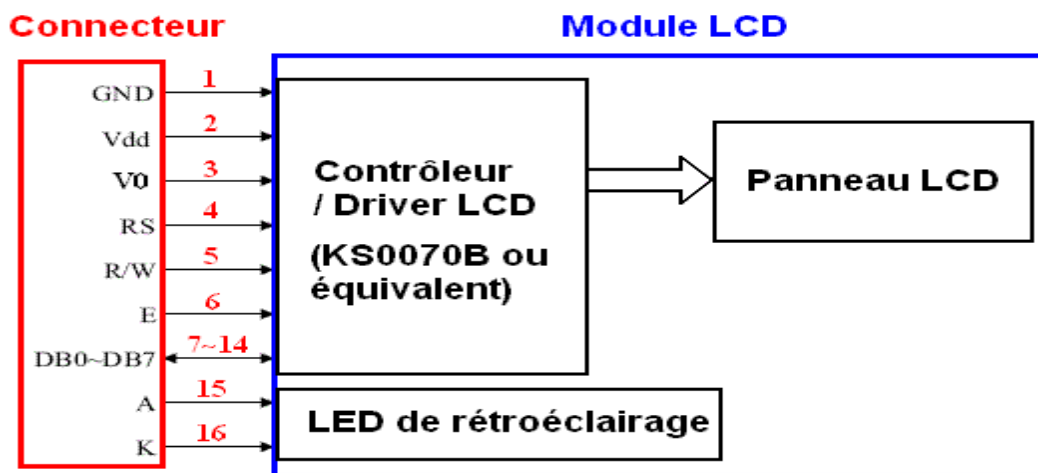 Connecteur
Module LCD
GND 1
Vdd 2
V0 3
RS 4
R/W 5
E 6
DB0~DB7 7~14
A 15
K 16
Contrôleur
/ Driver LCD
(KS0070B ou
équivalent)
Panneau LCD
LED de rétroéclairage